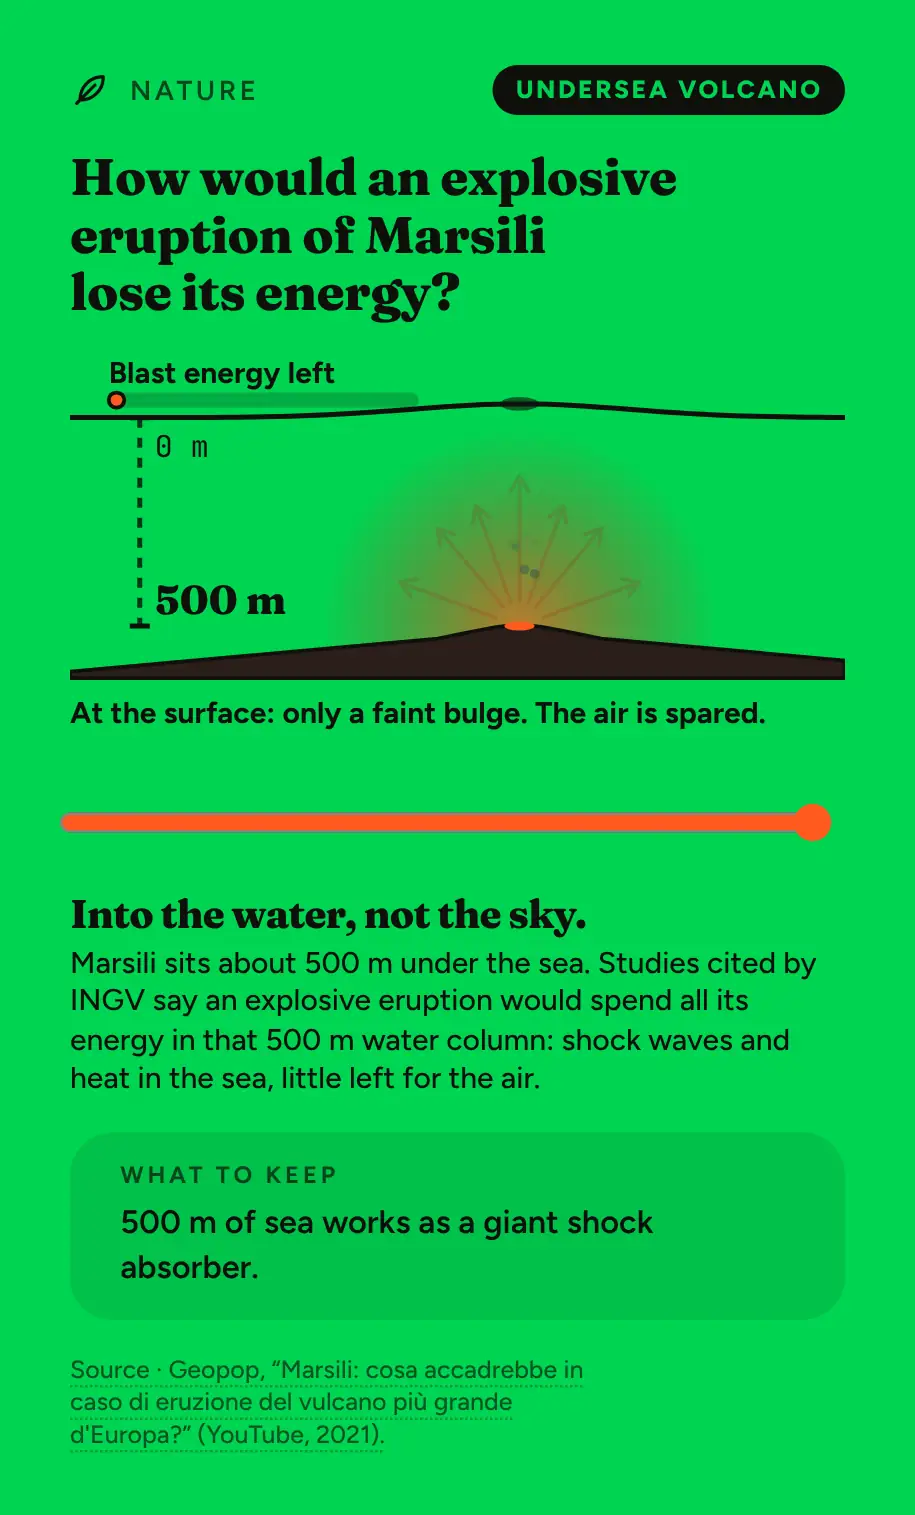 NATURE
UNDERSEA VOLCANO
How would an explosive
eruption of Marsili
lose its energy?
Blast energy left
0 m
500 m
At the surface: only a faint bulge. The air is spared.
Into the water, not the sky.
Marsili sits about 500 m under the sea. Studies cited by
INGV say an explosive eruption would spend all its
energy in that 500 m water column: shock waves and
heat in the sea, little left for the air.
WHAT TO KEEP
500 m of sea works as a giant shock
absorber.
Source · Geopop, “Marsili: cosa accadrebbe in
caso di eruzione del vulcano più grande
d'Europa?” (YouTube, 2021).